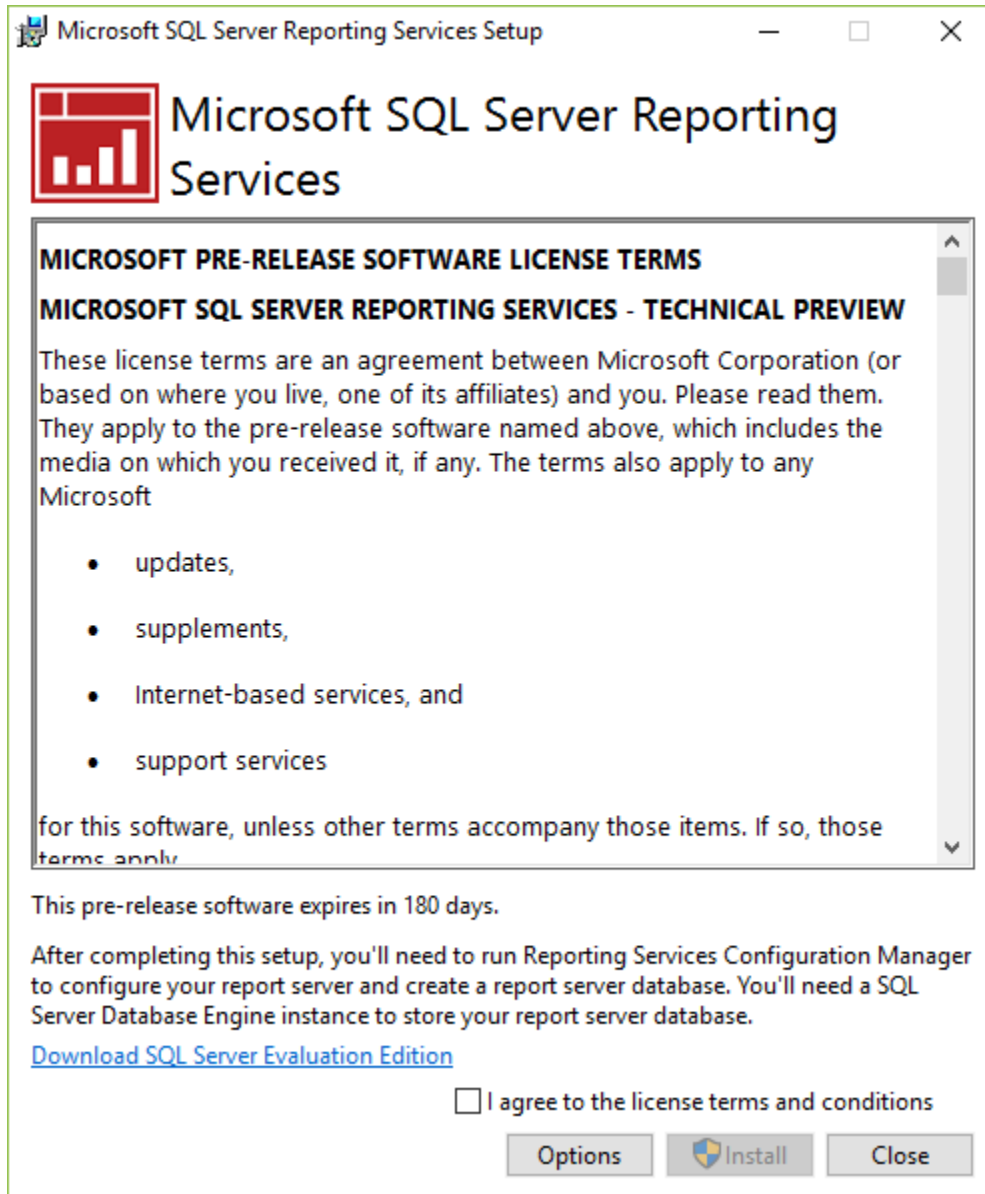 Microsoft SQL Server Reporting Services Setup
Microsoft SQL Server Reporting
Services
MICROSOFT PRE-RELEASE SOFTWARE LICENSE TERMS
MICROSOFT SQL SERVER REPORTING SERVICES - TECHNICAL PREVIEW
These license terms are an agreement between Microsoft Corporation (or
based on where you live, one of its affiliates) and you. Please read them.
They apply to the pre-release software named above, which includes the
media on which you received it, if any. The terms also apply to any
Microsoft
• updates,
• supplements,
• Internet-based services, and
• support services
for this software, unless other terms accompany those items. If so, those
terms apply
This pre-release software expires in 180 days.
After completing this setup, you'll need to run Reporting Services Configuration Manager
to configure your report server and create a report server database. You'll need a SQL
Server Database Engine instance to store your report server database.
Download SQL Server Evaluation Edition
I agree to the license terms and conditions
Options
Install
Close